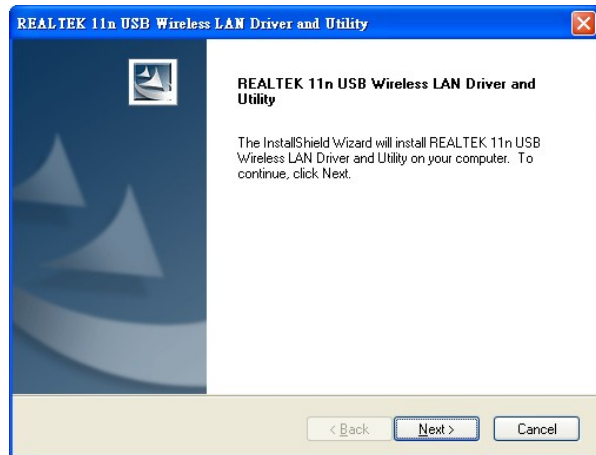 REALTEK 11n USB Wireless LAN Driver and Utility
REALTEK 11n USB Wireless LAN Driver and
Utility
The InstallShield Wizard will install REALTEK 11n USB
Wireless LAN Driver and Utility on your computer. To
continue, click Next.
< Back
Next >
Cancel